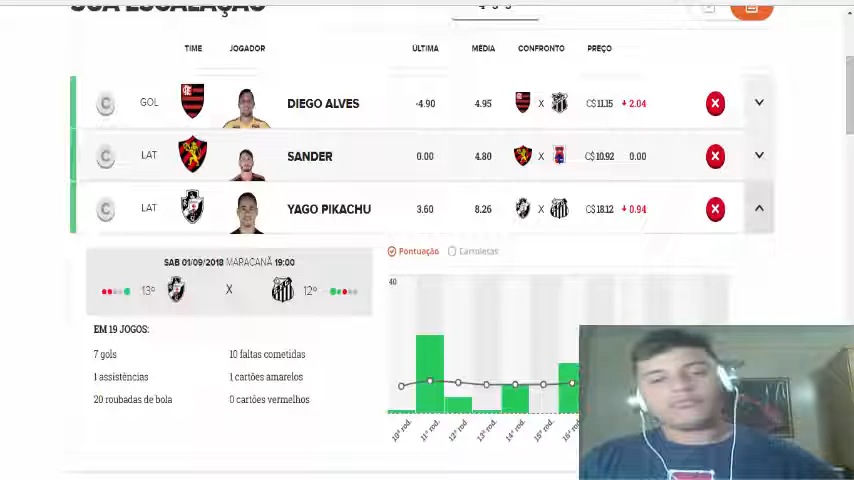 SUA ESCALAÇÃO
TIME JOGADOR ÚLTIMA MÉDIA CONFRONTO PREÇO
C GOL DIEGO ALVES -4.90 4.95 X C$ 11.15 2.04
C LAT SANDER 0.00 4.80 X C$ 10.92 0.00
C LAT YAGO PIKACHU 3.60 8.26 X C$ 18.12 0.94
SAB 01/09/2018 MARACANÃ 19:00
13º X 12º
Pontuação Cartoletas
40
EM 19 JOGOS:
7 gols 10 faltas cometidas
1 assistências 1 cartões amarelos
20 roubadas de bola 0 cartões vermelhos
10ª rod. 11ª rod. 12ª rod. 13ª rod. 14ª rod. 15ª rod. 16ª rod.